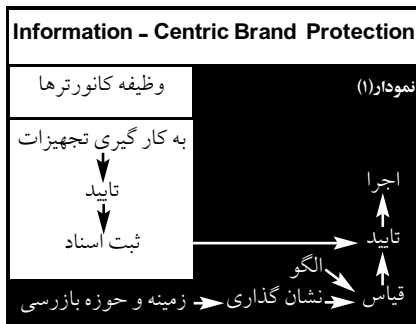 Information - Centric Brand Protection
نمودار(۱)
وظیفه کانورترها
به کار گیری تجهیزات
تایید
ثبت اسناد
اجرا
تایید
الگو
قیاس
نشان گذاری
زمینه و حوزه بازرسی